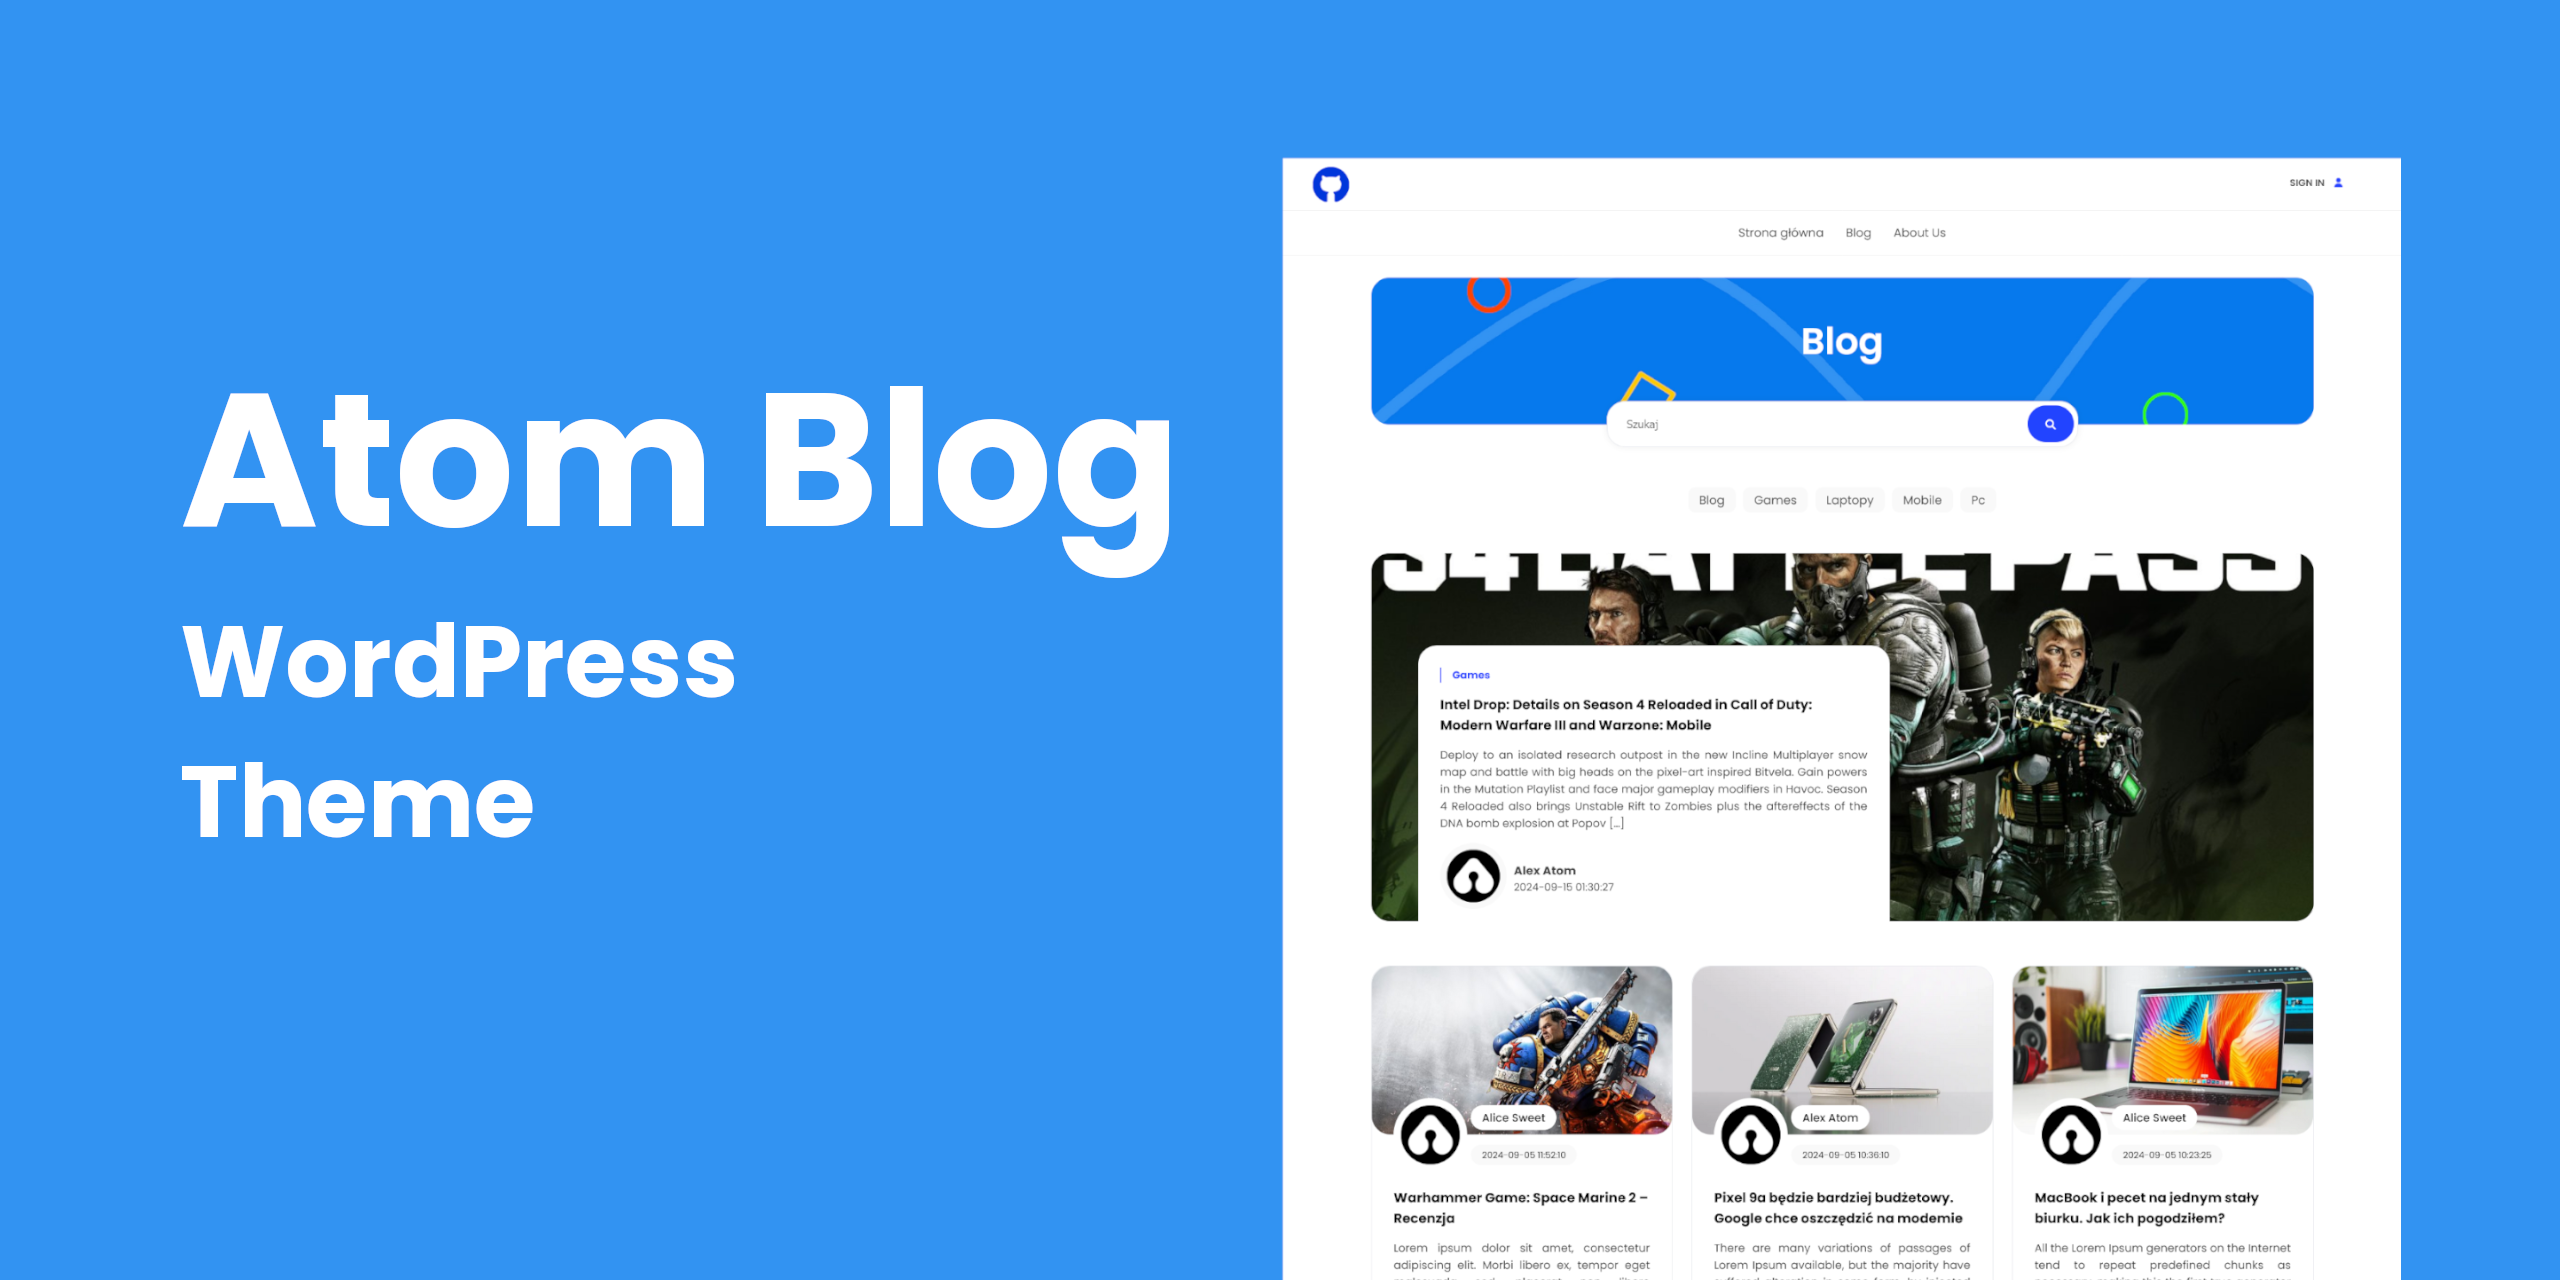 Atom Blog
WordPress
Theme
SIGN IN
Strona główna Blog About Us
Blog
Szukaj
Blog Games Laptopy Mobile Pc
S4 BATTLE PASS
Games
Intel Drop: Details on Season 4 Reloaded in Call of Duty:
Modern Warfare III and Warzone: Mobile
Deploy to an isolated research outpost in the new Incline Multiplayer snow
map and battle with big heads on the pixel-art inspired Bitvela. Gain powers
in the Mutation Playlist and face major gameplay modifiers in Havoc. Season
4 Reloaded also brings Unstable Rift to Zombies plus the aftereffects of the
DNA bomb explosion at Popov [...]
Alex Atom
2024-09-15 01:30:27
Alice Sweet
2024-09-05 11:52:10
Warhammer Game: Space Marine 2 –
Recenzja
Lorem ipsum dolor sit amet, consectetur
adipiscing elit. Morbi libero ex, tempor eget
Alex Atom
2024-09-05 10:36:10
Pixel 9a będzie bardziej budżetowy.
Google chce oszczędzić na modemie
There are many variations of passages of
Lorem Ipsum available, but the majority have
Alice Sweet
2024-09-05 10:23:25
MacBook i pecet na jednym stały
biurku. Jak ich pogodziłem?
All the Lorem Ipsum generators on the Internet
tend to repeat predefined chunks as